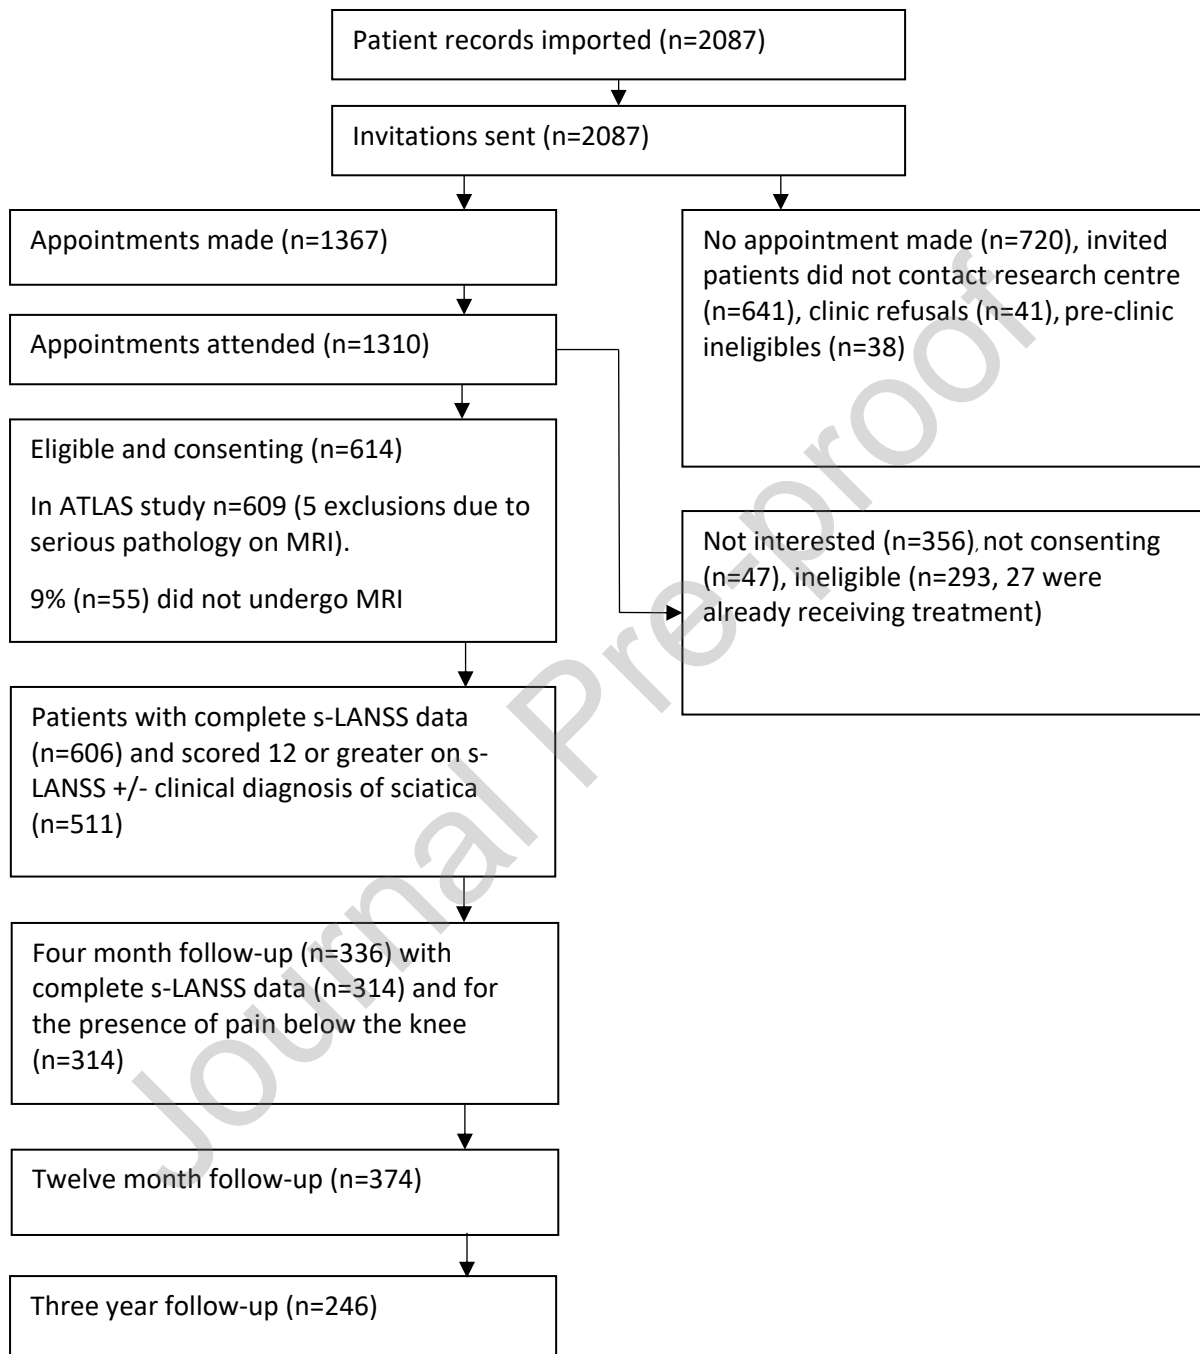 Patient records imported (n=2087)
Invitations sent (n=2087)
Appointments made (n=1367)
No appointment made (n=720), invited
patients did not contact research centre
(n=641), clinic refusals (n=41), pre-clinic
ineligibles (n=38)
Appointments attended (n=1310)
Eligible and consenting (n=614)
In ATLAS study n=609 (5 exclusions due to
serious pathology on MRI).
9% (n=55) did not undergo MRI
Not interested (n=356), not consenting
(n=47), ineligible (n=293, 27 were
already receiving treatment)
Patients with complete s-LANSS data
(n=606) and scored 12 or greater on s-
LANSS +/- clinical diagnosis of sciatica
(n=511)
Four month follow-up (n=336) with
complete s-LANSS data (n=314) and for
the presence of pain below the knee
(n=314)
Twelve month follow-up (n=374)
Three year follow-up (n=246)
Journal Pre-proof